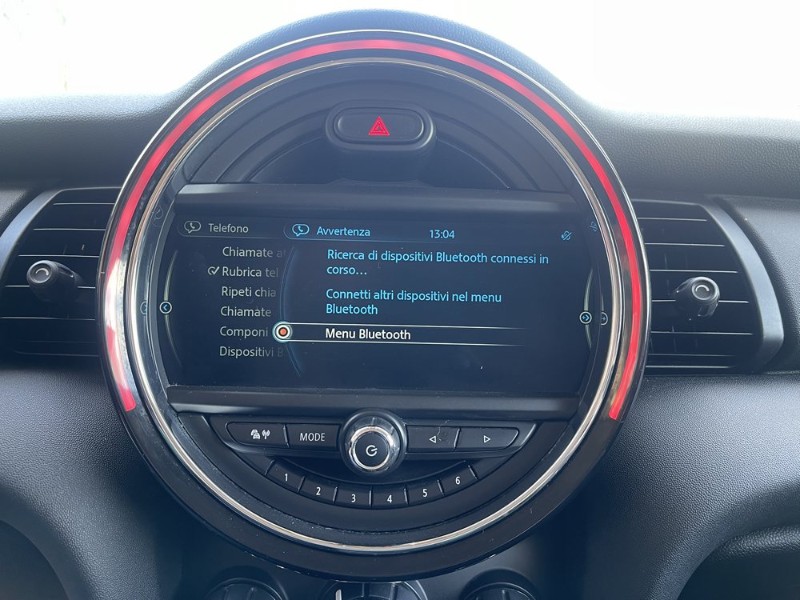 Telefono
Avvertenza
13:04
Chiamate
Rubrica tel
Ripeti chia
Chiamate
Componi
Dispositivi B
Ricerca di dispositivi Bluetooth connessi in
corso...
Connetti altri dispositivi nel menu
Bluetooth
Menu Bluetooth
MODE
1
2
3
4
5
6